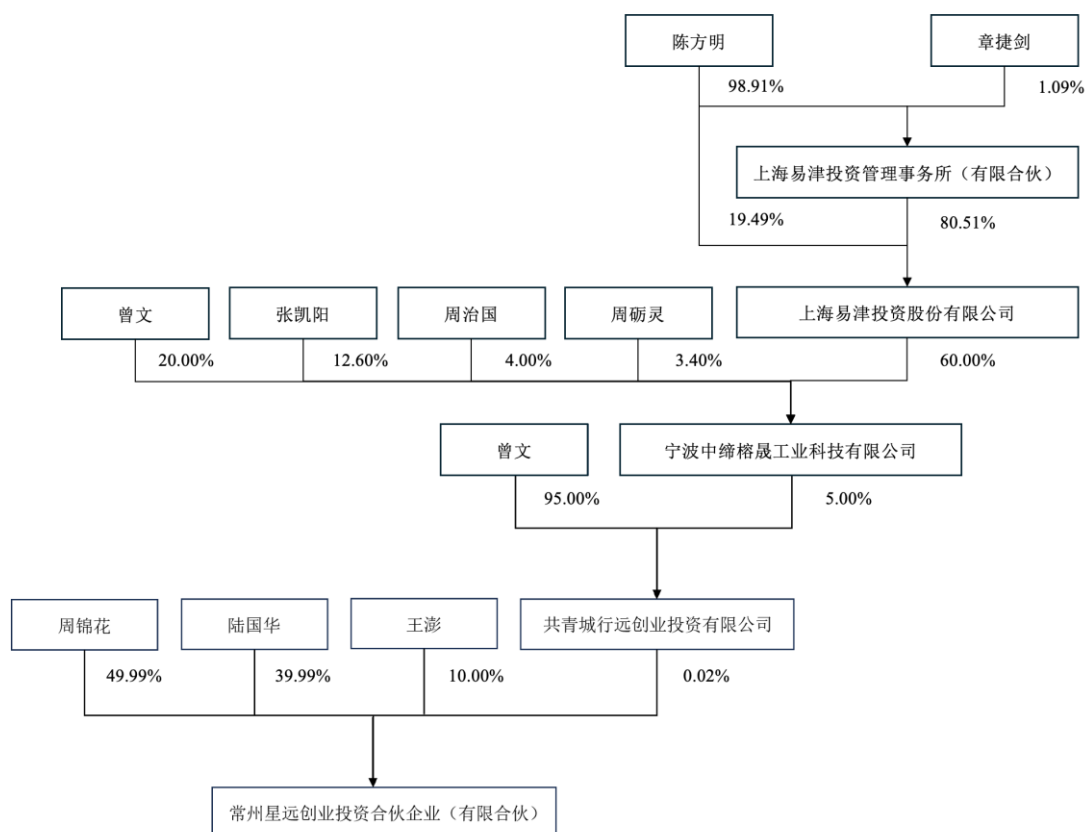 陈方明
章捷剑
98.91%
1.09%
上海易津投资管理事务所（有限合伙）
19.49%
80.51%
曾文
张凯阳
周治国
周砺灵
上海易津投资股份有限公司
20.00%
12.60%
4.00%
3.40%
60.00%
曾文
宁波中缔榕晟工业科技有限公司
95.00%
5.00%
周锦花
陆国华
王澎
共青城行远创业投资有限公司
49.99%
39.99%
10.00%
0.02%
常州星远创业投资合伙企业（有限合伙）